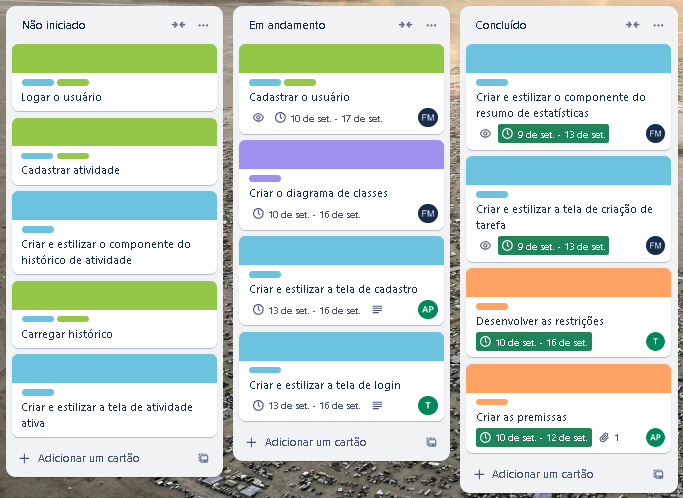 Não iniciado
Logar o usuário
Cadastrar atividade
Criar e estilizar o componente do
histórico de atividade
Carregar histórico
Criar e estilizar a tela de atividade
ativa
Adicionar um cartão
Em andamento
Cadastrar o usuário
10 de set. - 17 de set.
FM
Criar o diagrama de classes
10 de set. - 16 de set.
FM
Criar e estilizar a tela de cadastro
13 de set. - 16 de set.
AP
Criar e estilizar a tela de login
13 de set. - 16 de set.
T
Adicionar um cartão
Concluído
Criar e estilizar o componente do
resumo de estatísticas
9 de set. - 13 de set.
FM
Criar e estilizar a tela de criação de
tarefa
9 de set. - 13 de set.
FM
Desenvolver as restrições
10 de set. - 16 de set.
T
Criar as premissas
10 de set. - 12 de set.
1
AP
Adicionar um cartão